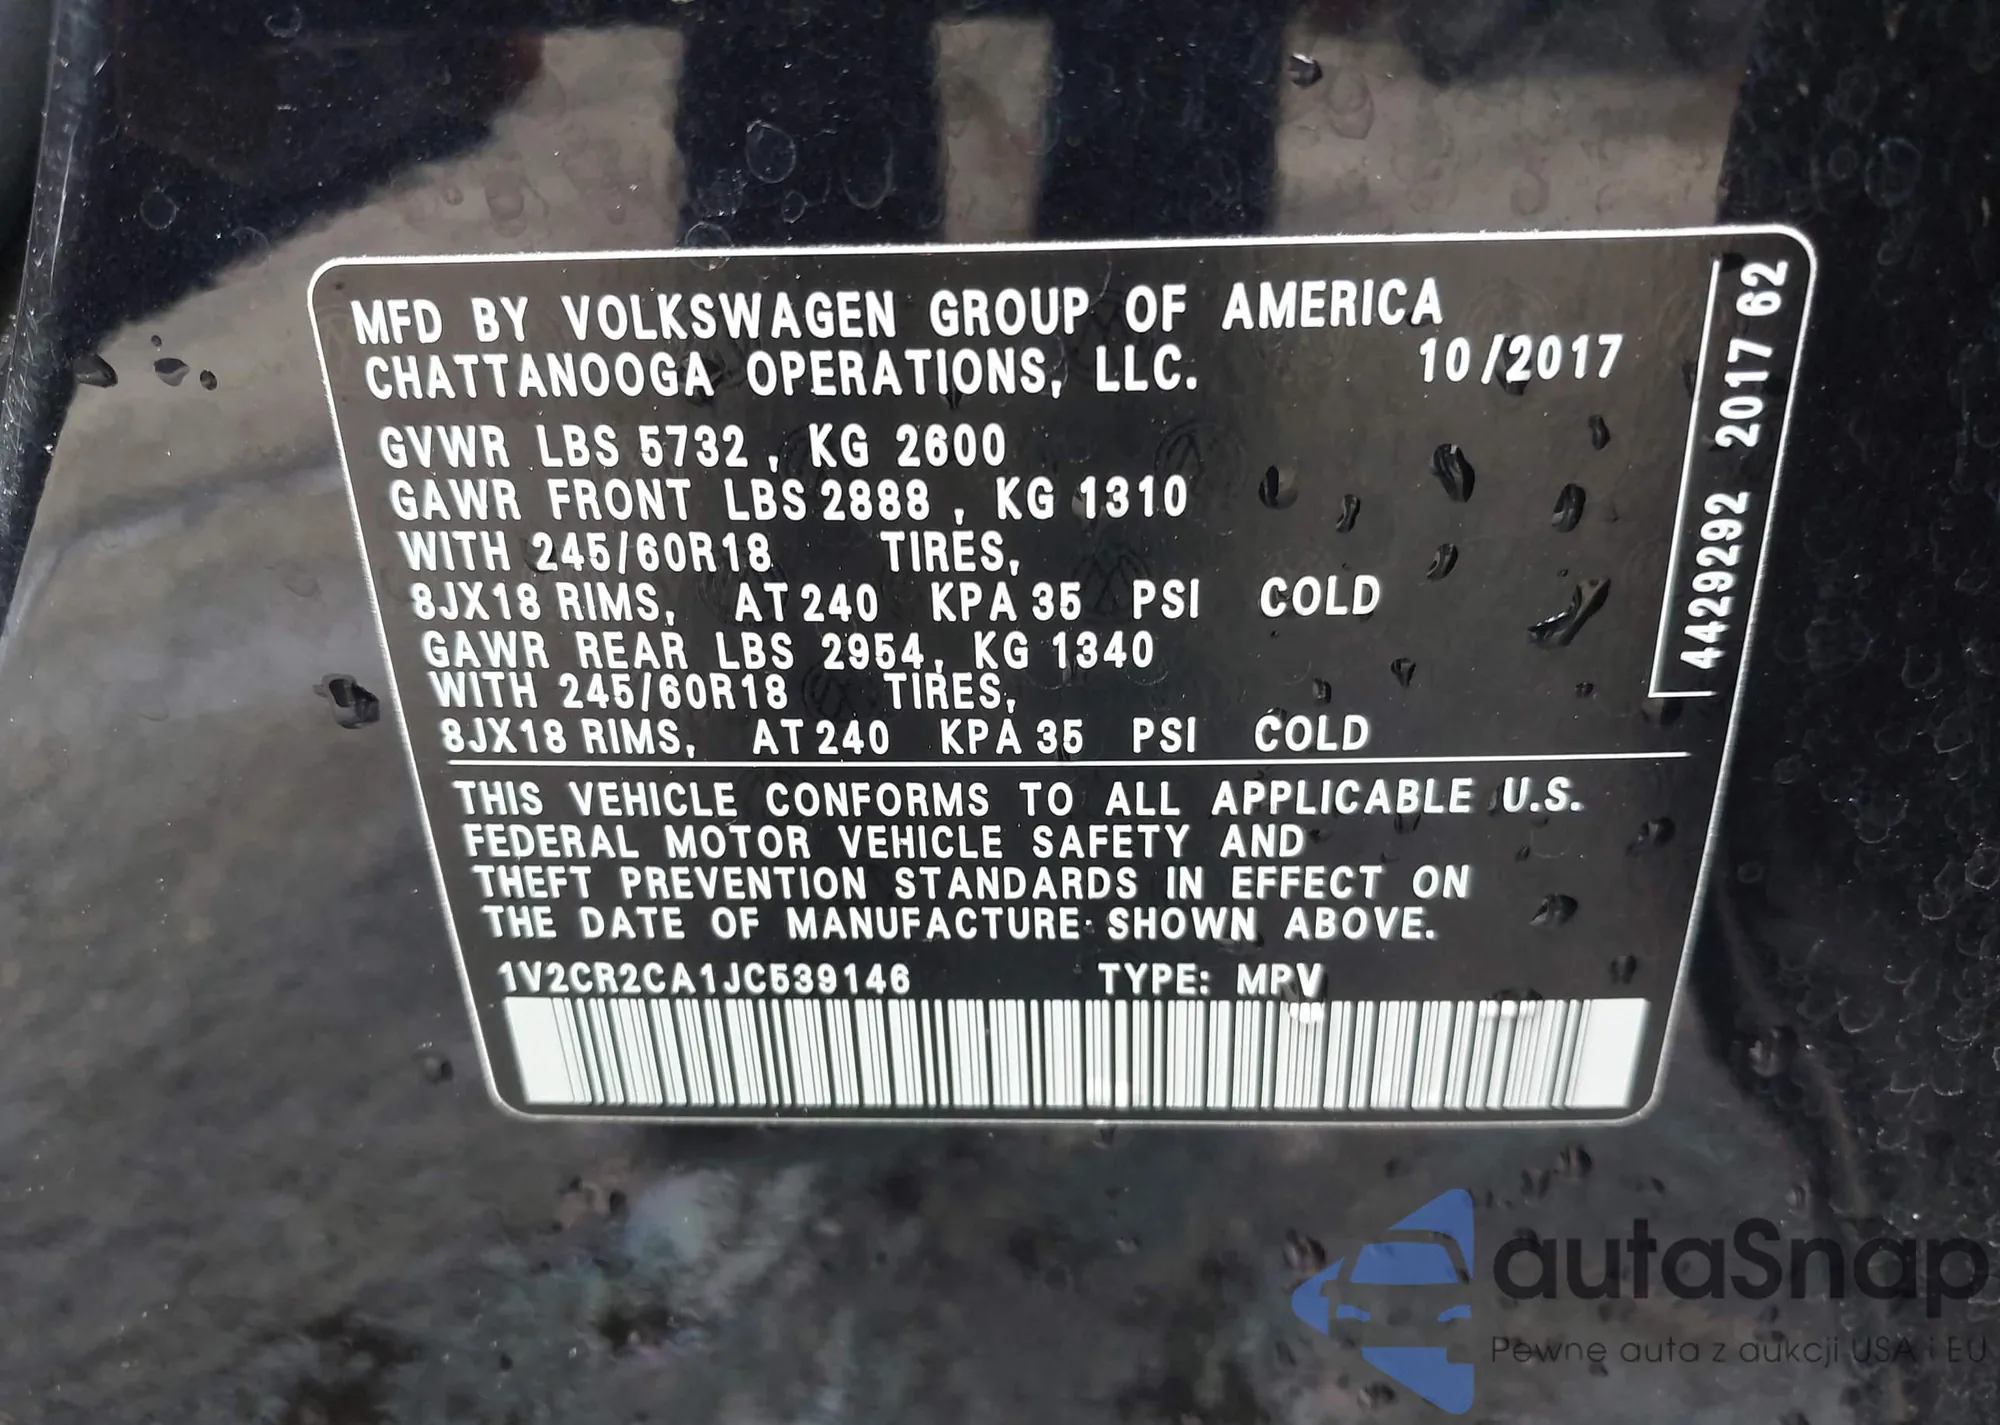 MFD BY VOLKSWAGEN GROUP OF AMERICA
CHATTANOOGA OPERATIONS, LLC. 10/2017
GVWR LBS 5732, KG 2600
GAWR FRONT LBS 2888, KG 1310
WITH 245/60R18 TIRES,
8JX18 RIMS, AT 240 KPA 35 PSI COLD
GAWR REAR LBS 2954, KG 1340
WITH 245/60R18 TIRES,
8JX18 RIMS, AT 240 KPA 35 PSI COLD
THIS VEHICLE CONFORMS TO ALL APPLICABLE U.S.
FEDERAL MOTOR VEHICLE SAFETY AND
THEFT PREVENTION STANDARDS IN EFFECT ON
THE DATE OF MANUFACTURE SHOWN ABOVE.
1V2CR2CA1JC539146 TYPE: MPV
4429292 2017 62
autaSnap
Pewne auta z aukcji USA i EU